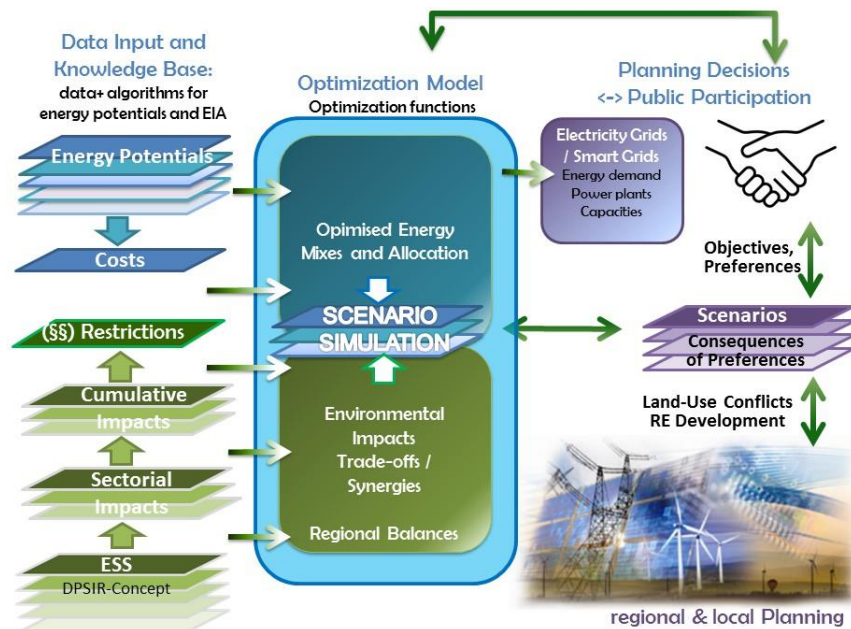 Data Input and
Knowledge Base:
data+ algorithms for
energy potentials and EIA
Energy Potentials
Costs
(§§) Restrictions
Cumulative
Impacts
Sectorial
Impacts
ESS
DPSIR-Concept
Optimization Model
Optimization functions
Opimised Energy
Mixes and Allocation
SCENARIO
SIMULATION
Environmental
Impacts
Trade-offs /
Synergies
Regional Balances
Planning Decisions
<-> Public Participation
Electricity Grids
/ Smart Grids
Energy demand
Power plants
Capacities
Objectives,
Preferences
Scenarios
Consequences
of Preferences
Land-Use Conflicts
RE Development
regional & local Planning